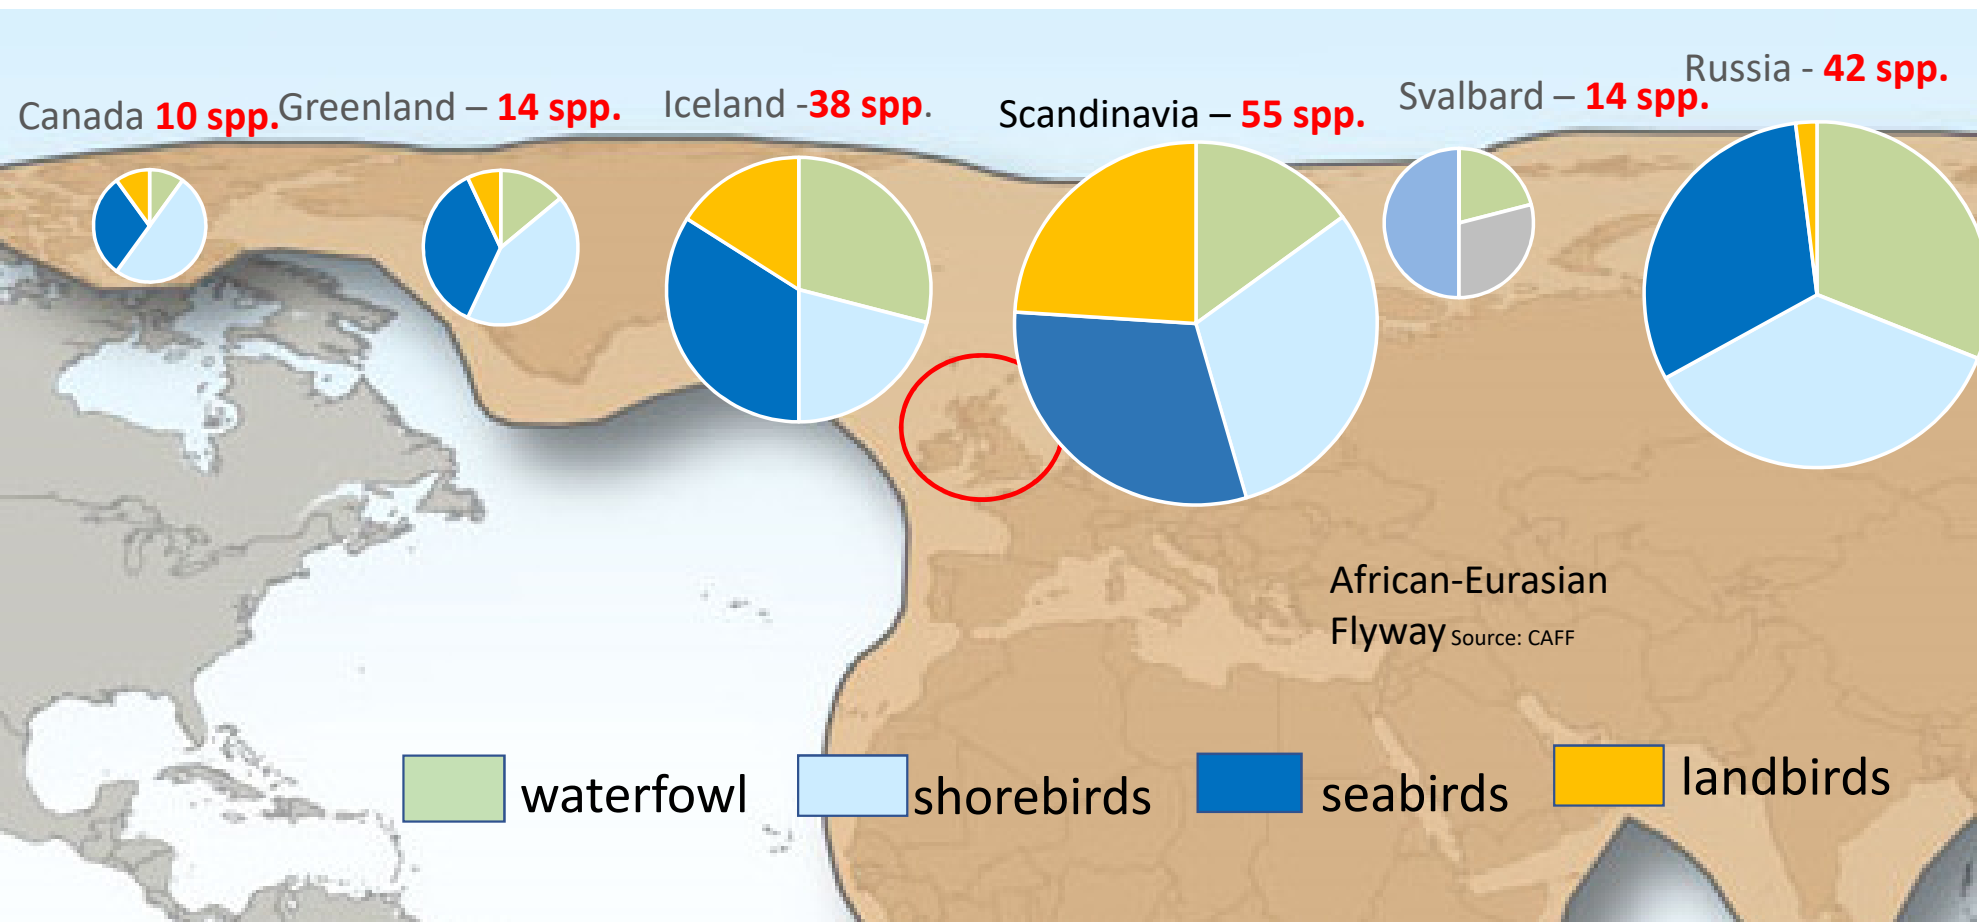 Canada 10 spp.
Greenland – 14 spp.
Iceland -38 spp.
Scandinavia – 55 spp.
Svalbard – 14 spp.
Russia - 42 spp.
African-Eurasian
Flyway Source: CAFF
waterfowl
shorebirds
seabirds
landbirds